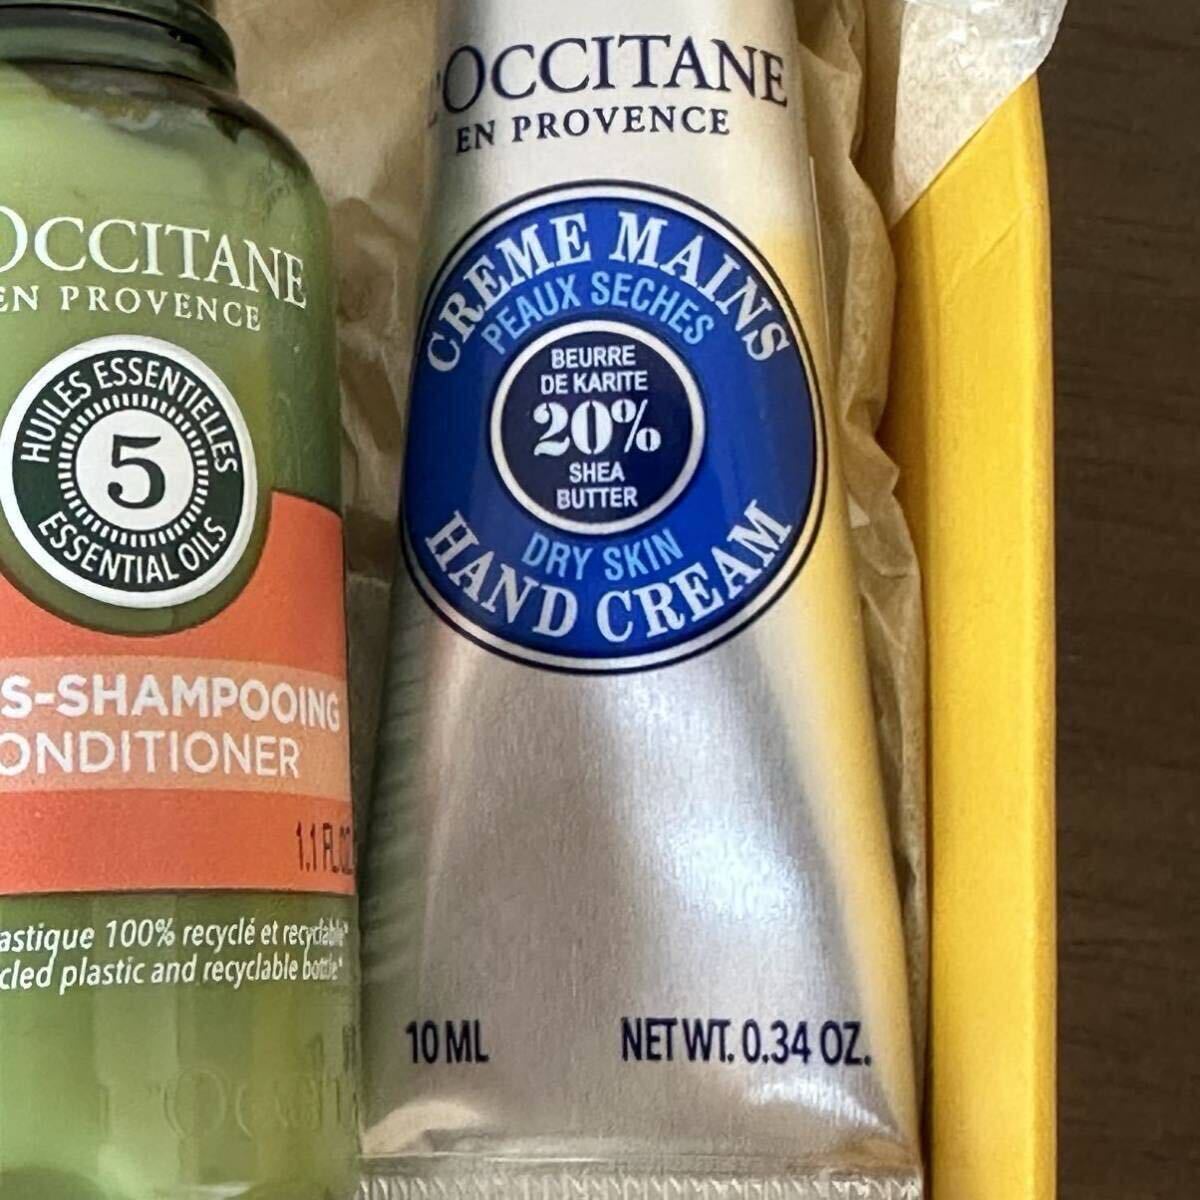 OCCITANE
EN PROVENCE
HUILES ESSENTIELLES
5
ESSENTIAL OILS
S-SHAMPOOING
ONDITIONER
1.1 FL.OZ
astique 100% recyclé et recyclable*
cled plastic and recyclable bottle*
L'OCCITANE
EN PROVENCE
CREME MAINS
PEAUX SECHES
BEURRE
DE KARITE
20%
SHEA
BUTTER
DRY SKIN
HAND CREAM
10 ML NET WT. 0.34 OZ.